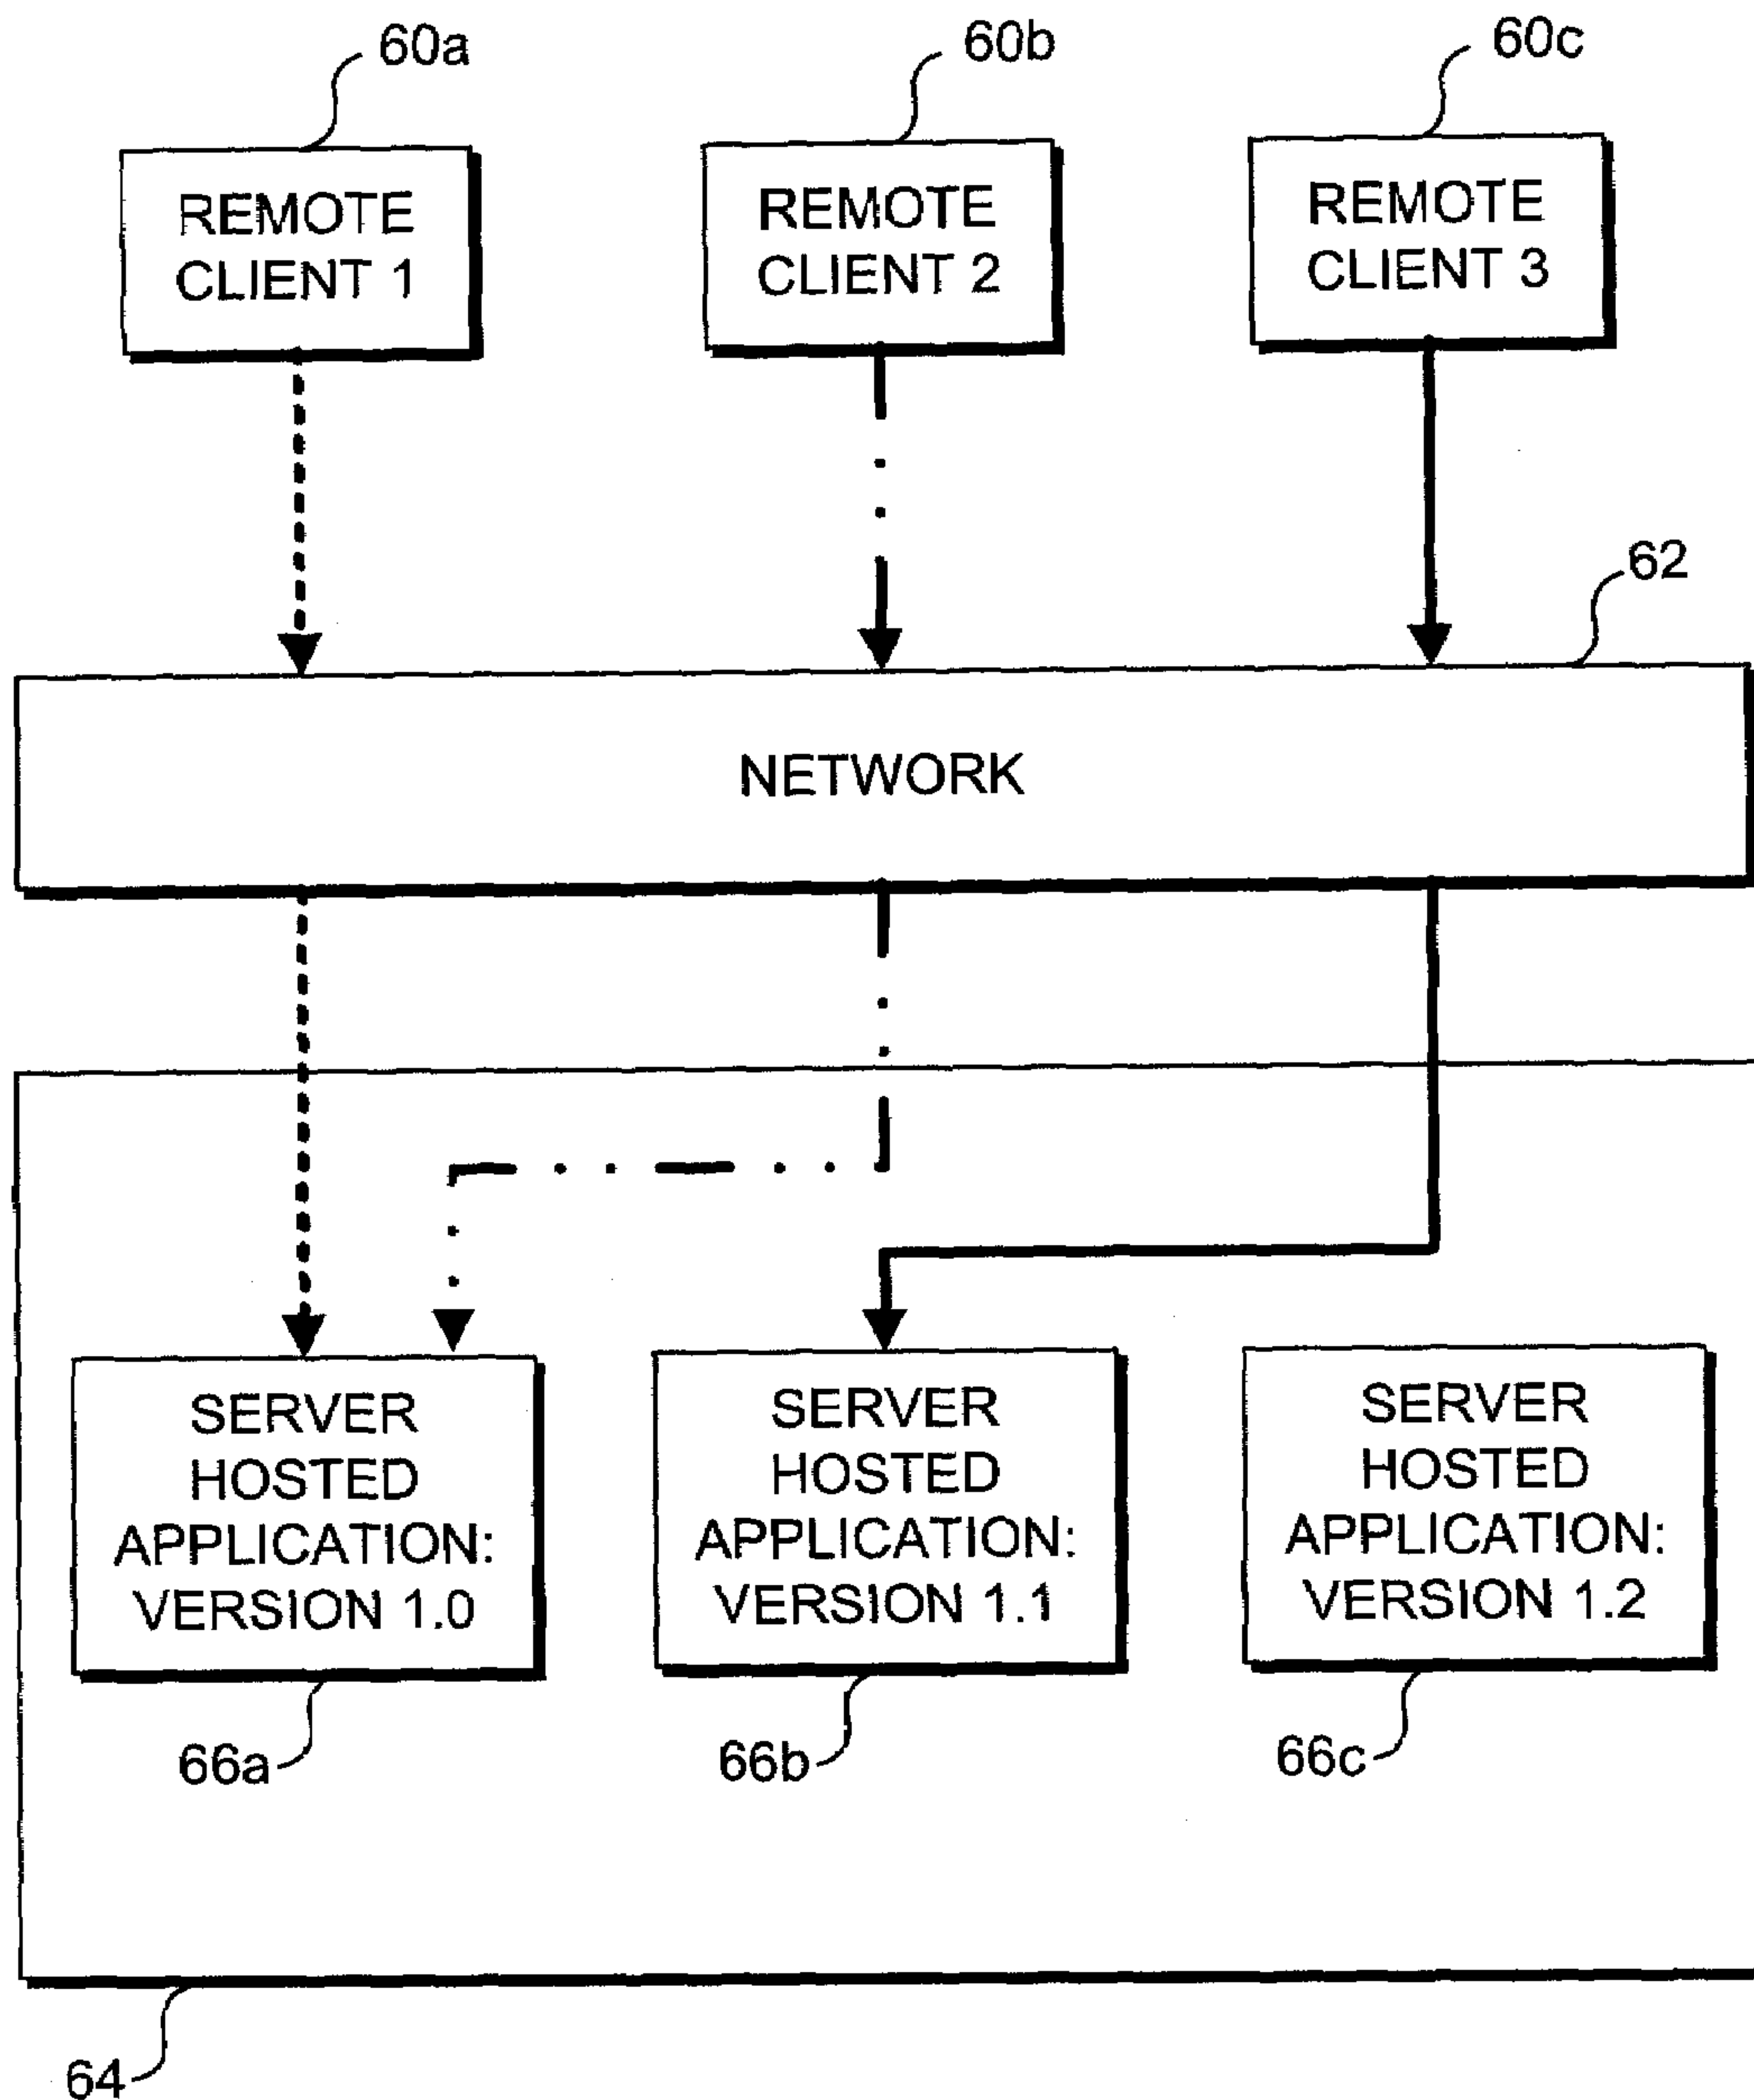 60a
60b
60c
REMOTE
CLIENT 1
REMOTE
CLIENT 2
REMOTE
CLIENT 3
62
NETWORK
SERVER
HOSTED
APPLICATION:
VERSION 1.0
SERVER
HOSTED
APPLICATION:
VERSION 1.1
SERVER
HOSTED
APPLICATION:
VERSION 1.2
66a
66b
66c
64